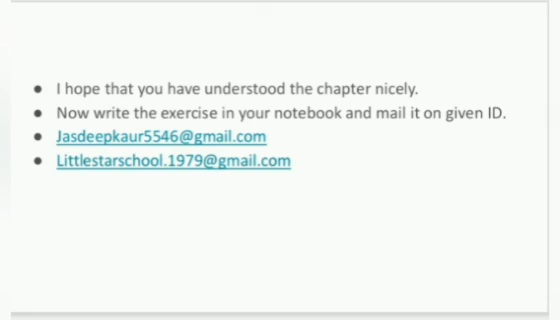 ● I hope that you have understood the chapter nicely.
● Now write the exercise in your notebook and mail it on given ID.
● Jasdeepkaur5546@gmail.com
● Littlestarschool.1979@gmail.com